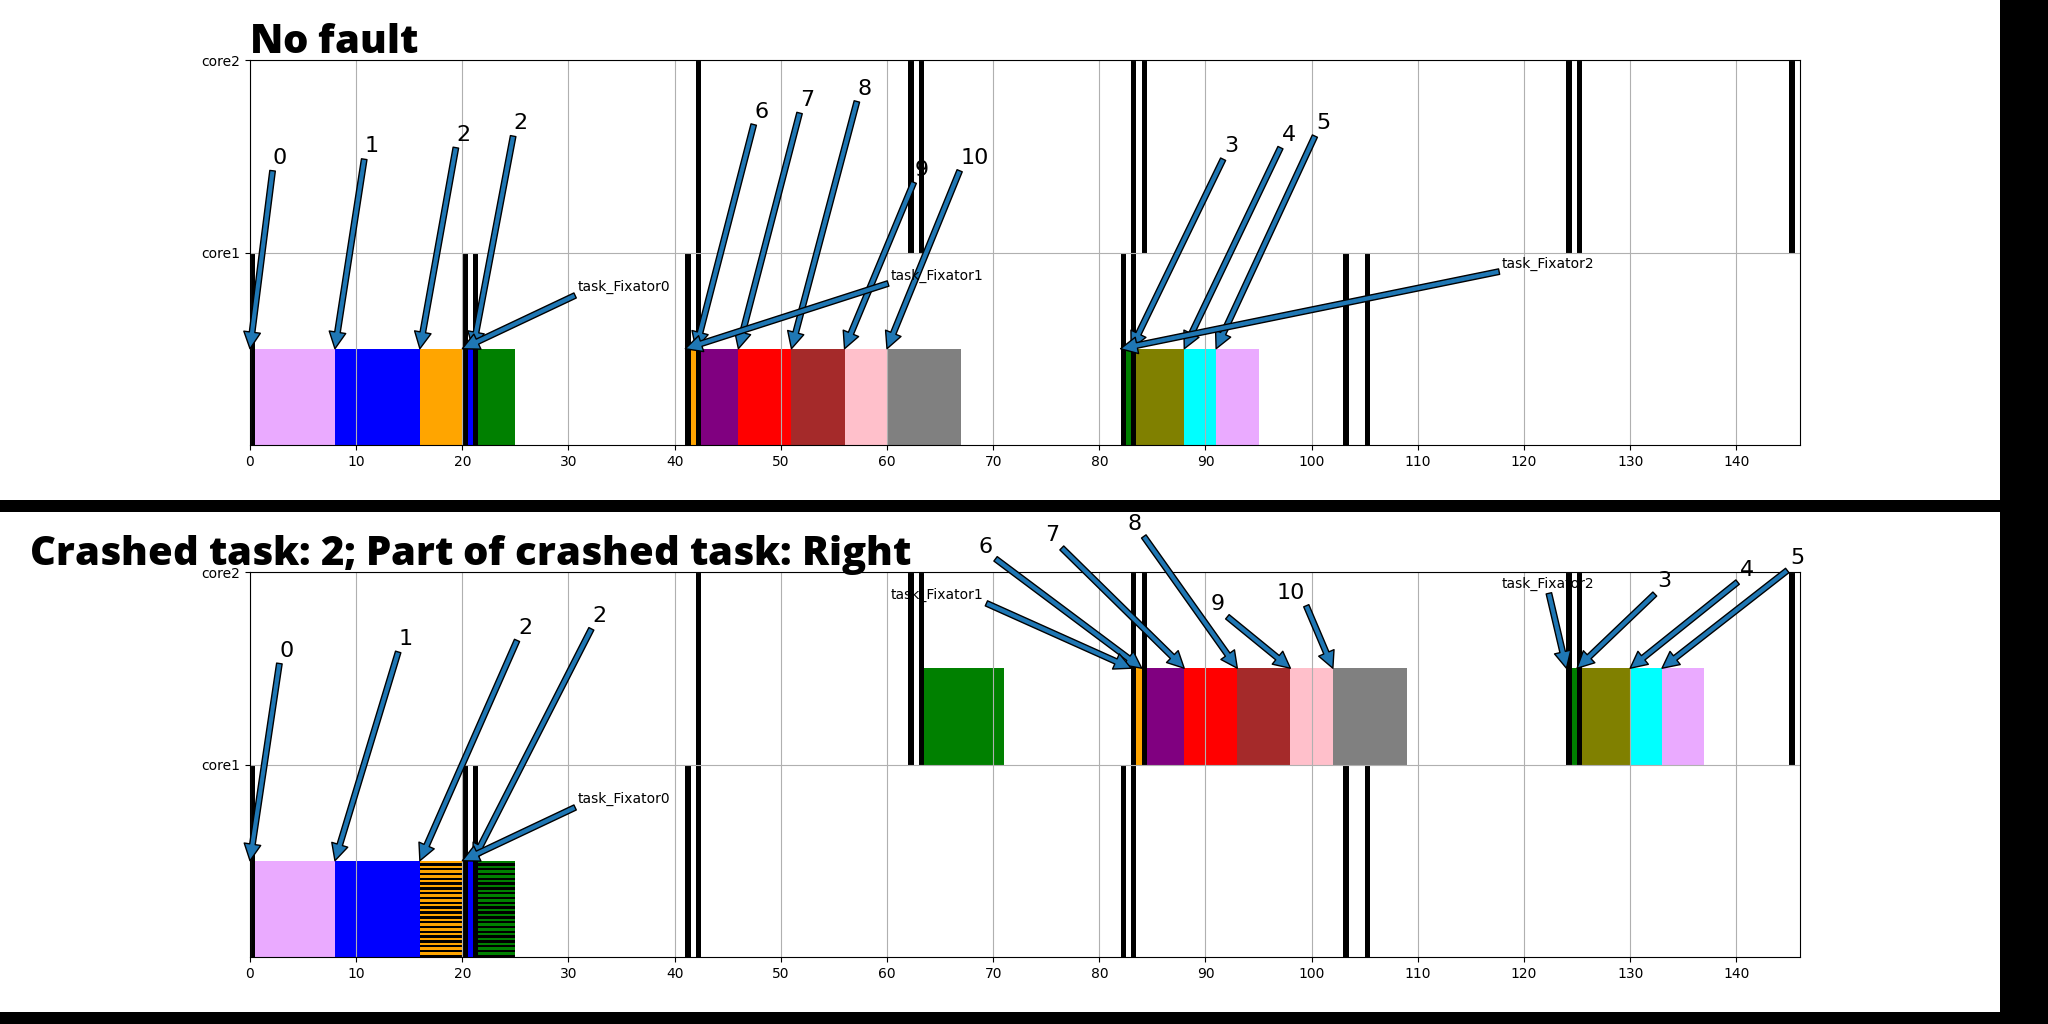 No fault
core2
8
7
6
2
2
5
4
3
1
0
9
10
core1
task_Fixator0
task_Fixator1
task_Fixator2
0 10 20 30 40 50 60 70 80 90 100 110 120 130 140
Crashed task: 2; Part of crashed task: Right
core2
6
7
8
5
4
3
task_Fixator1
task_Fixator2
9
10
2
2
1
0
core1
task_Fixator0
0 10 20 30 40 50 60 70 80 90 100 110 120 130 140